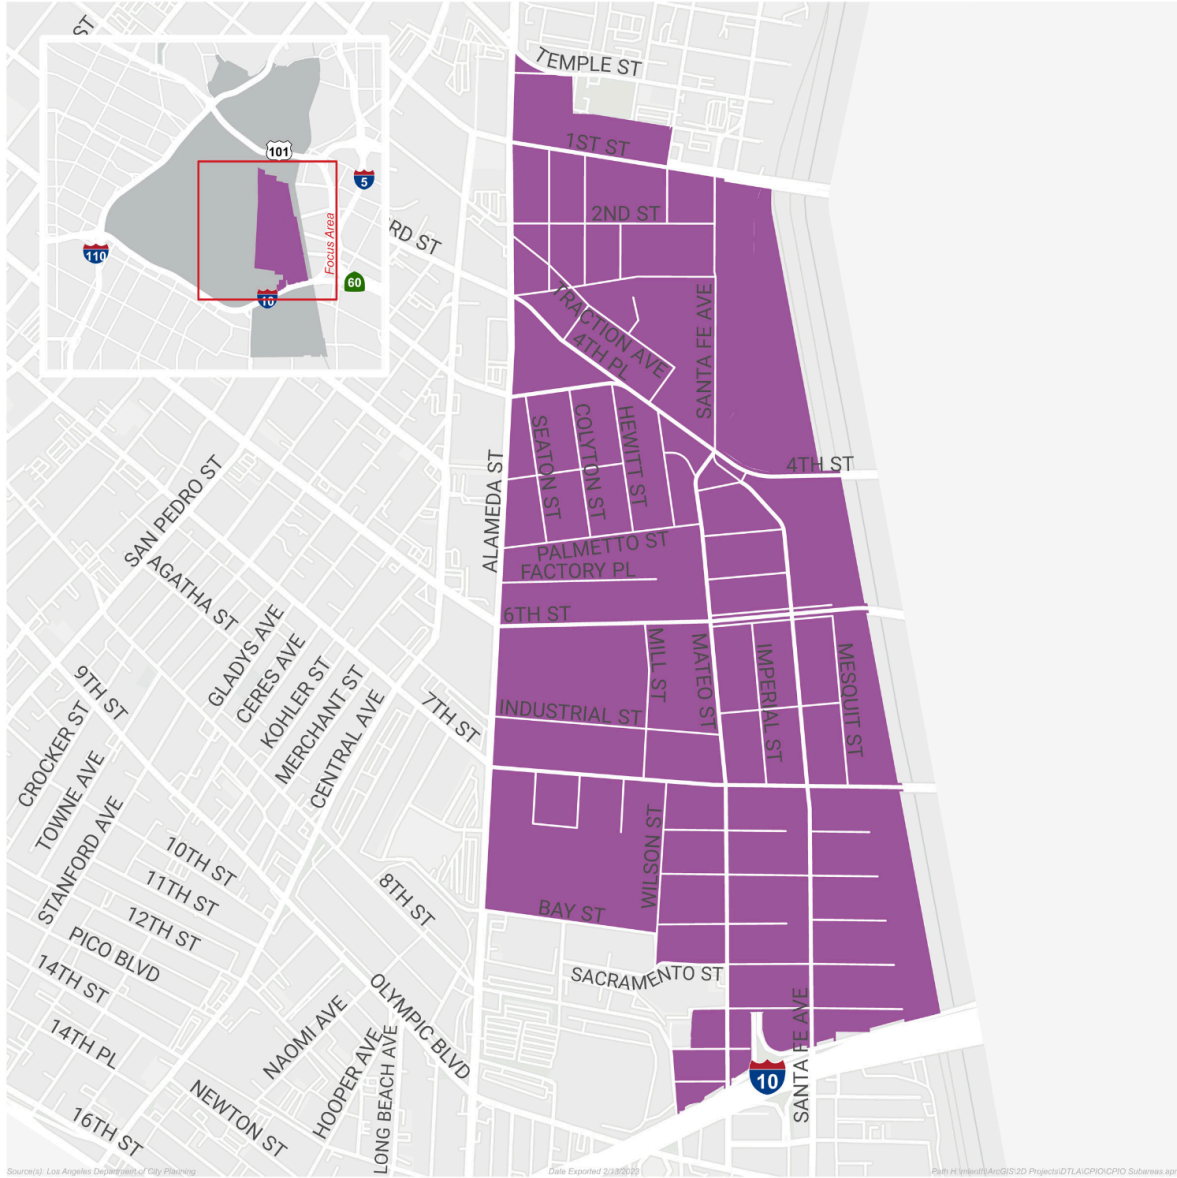 ST
TEMPLE ST
1ST ST
101
5
2ND ST
RD ST
Focus Area
110
60
10
TRACTION AVE
4TH PL
SANTA FE AVE
SEATON ST
COLYTON ST
HEWITT ST
4TH ST
ALAMEDA ST
SAN PEDRO ST
PALMETTO ST
FACTORY PL
AGATHA ST
6TH ST
GLADYS AVE
CERES AVE
KOHLER ST
MERCHANT ST
CENTRAL AVE
MILL ST
MATEO ST
IMPERIAL ST
MESQUIT ST
9TH ST
7TH ST
INDUSTRIAL ST
CROCKER ST
TOWNE AVE
STANFORD AVE
WILSON ST
10TH ST
11TH ST
12TH ST
8TH ST
BAY ST
PICO BLVD
14TH ST
SACRAMENTO ST
OLYMPIC BLVD
14TH PL
NAOMI AVE
HOOPER AVE
LONG BEACH AVE
SANTA FE AVE
10
NEWTON ST
16TH ST
Source(s): Los Angeles Department of City Planning
Date Exported 2/13/2023